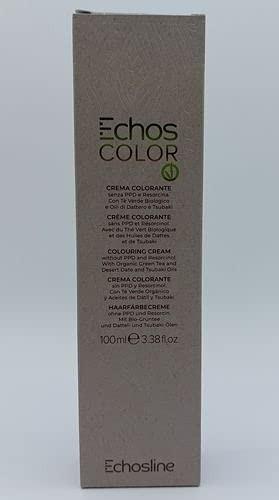 Echos
COLOR
CREMA COLORANTE
senza PPD e Resorcina
Con Tè Verde Biologico
e Oli di Dattero e Tsubaki
CRÈME COLORANTE
sans PPD et Résorcinol
Avec du Thé Vert Biologique
et des Huiles de Dattes
et de Tsubaki
COLOURING CREAM
without PPD and Resorcinol
With Organic Green Tea and
Desert Date and Tsubaki Oils
CREMA COLORANTE
sin PPD y Resorcinol
Con Té Verde Orgánico
y Aceites de Dátil y Tsubaki
HAARFÄRBECREME
ohne PPD und Resorcin
Mit Bio-Grüntee
und Dattel- und Tsubaki Ölen
100ml ℮ 3.38fl.oz.
Echosline